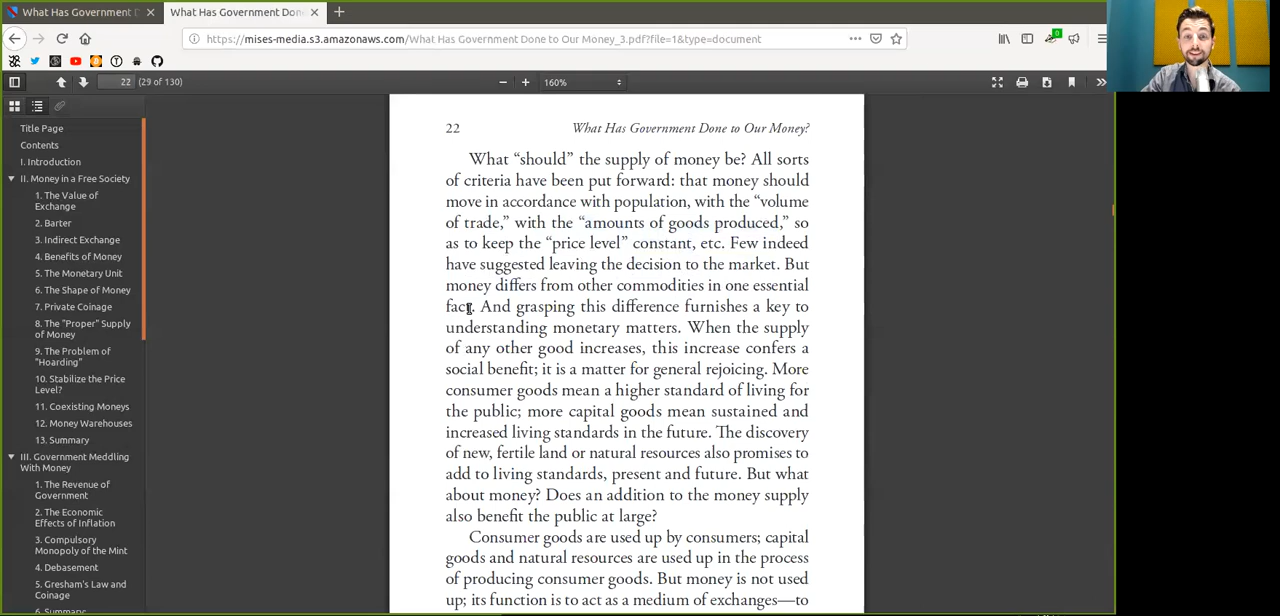 What Has Government Don
What Has Government Done
https://mises-media.s3.amazonaws.com/What Has Government Done to Our Money_3.pdf?file=1&type=document
0
22 (29 of 130)
160%
Title Page
Contents
I. Introduction
II. Money in a Free Society
1. The Value of
Exchange
2. Barter
3. Indirect Exchange
4. Benefits of Money
5. The Monetary Unit
6. The Shape of Money
7. Private Coinage
8. The "Proper" Supply
of Money
9. The Problem of
"Hoarding"
10. Stabilize the Price
Level?
11. Coexisting Moneys
12. Money Warehouses
13. Summary
III. Government Meddling
With Money
1. The Revenue of
Government
2. The Economic
Effects of Inflation
3. Compulsory
Monopoly of the Mint
4. Debasement
5. Gresham's Law and
Coinage
6. Summary
22 What Has Government Done to Our Money?
What “should” the supply of money be? All sorts
of criteria have been put forward: that money should
move in accordance with population, with the “volume
of trade,” with the “amounts of goods produced,” so
as to keep the “price level” constant, etc. Few indeed
have suggested leaving the decision to the market. But
money differs from other commodities in one essential
fact. And grasping this difference furnishes a key to
understanding monetary matters. When the supply
of any other good increases, this increase confers a
social benefit; it is a matter for general rejoicing. More
consumer goods mean a higher standard of living for
the public; more capital goods mean sustained and
increased living standards in the future. The discovery
of new, fertile land or natural resources also promises to
add to living standards, present and future. But what
about money? Does an addition to the money supply
also benefit the public at large?
Consumer goods are used up by consumers; capital
goods and natural resources are used up in the process
of producing consumer goods. But money is not used
up; its function is to act as a medium of exchanges—to